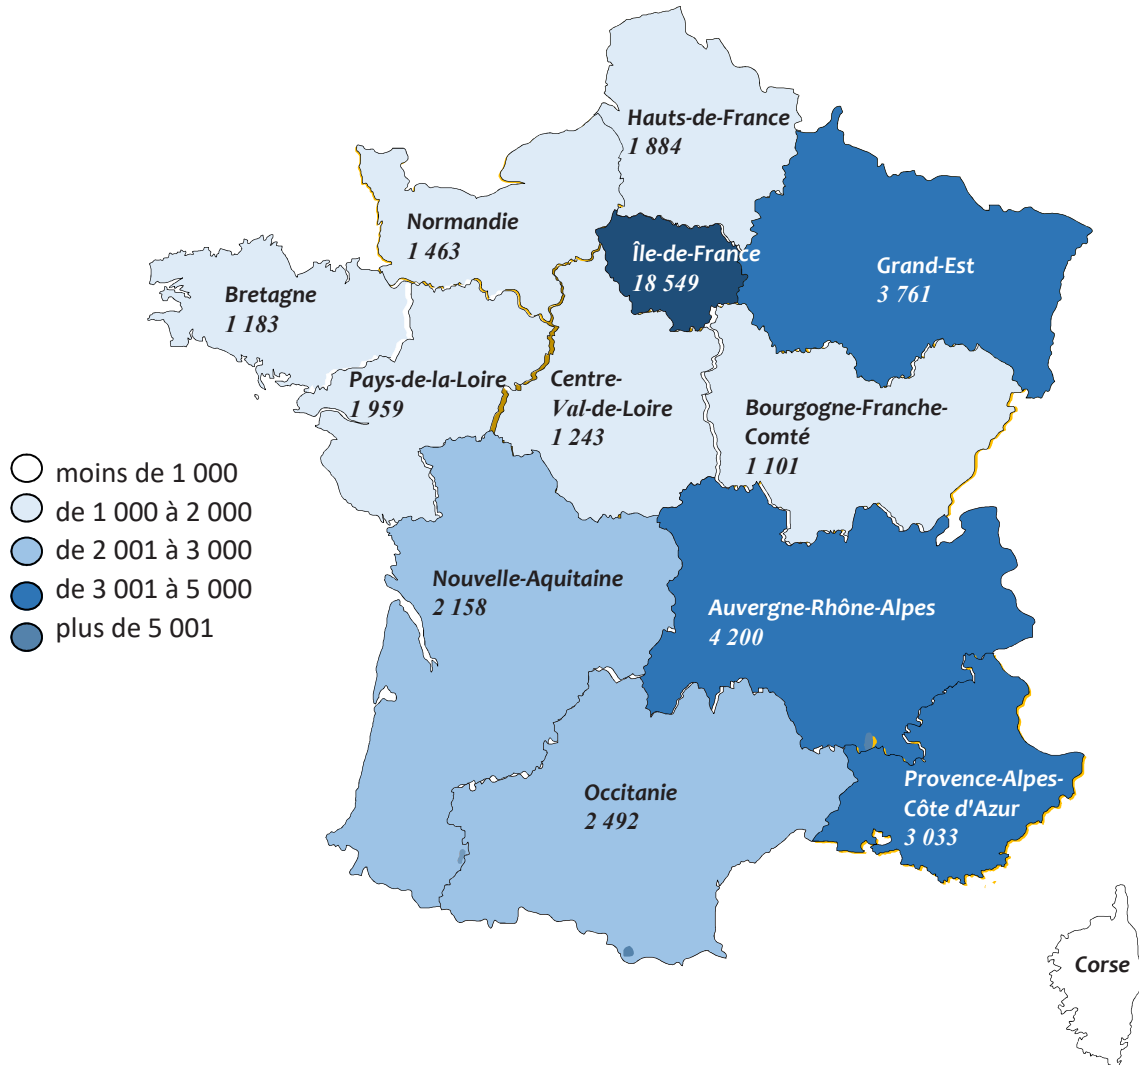 Hauts-de-France
1 884
Normandie
1 463
Île-de-France
18 549
Grand-Est
3 761
Bretagne
1 183
Pays-de-la-Loire
1 959
Centre-
Val-de-Loire
1 243
Bourgogne-Franche-
Comté
1 101
moins de 1 000
de 1 000 à 2 000
de 2 001 à 3 000
de 3 001 à 5 000
plus de 5 001
Nouvelle-Aquitaine
2 158
Auvergne-Rhône-Alpes
4 200
Occitanie
2 492
Provence-Alpes-
Côte d'Azur
3 033
Corse